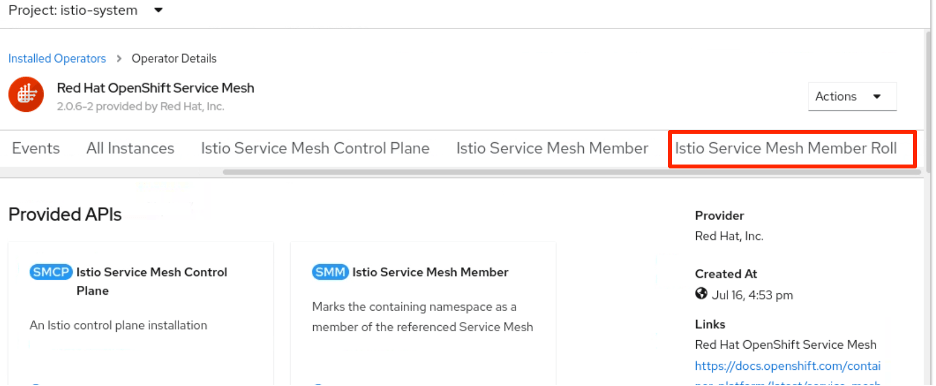 Project: istio-system
Installed Operators > Operator Details
Red Hat OpenShift Service Mesh
2.0.6-2 provided by Red Hat, Inc.
Actions
Events All Instances Istio Service Mesh Control Plane Istio Service Mesh Member Istio Service Mesh Member Roll
Provided APIs
SMCP Istio Service Mesh Control
Plane
An Istio control plane installation
SMM Istio Service Mesh Member
Marks the containing namespace as a
member of the referenced Service Mesh
Provider
Red Hat, Inc.
Created At
Jul 16, 4:53 pm
Links
Red Hat OpenShift Service Mesh
https://docs.openshift.com/contai
ner-platform/latest/service_mesh